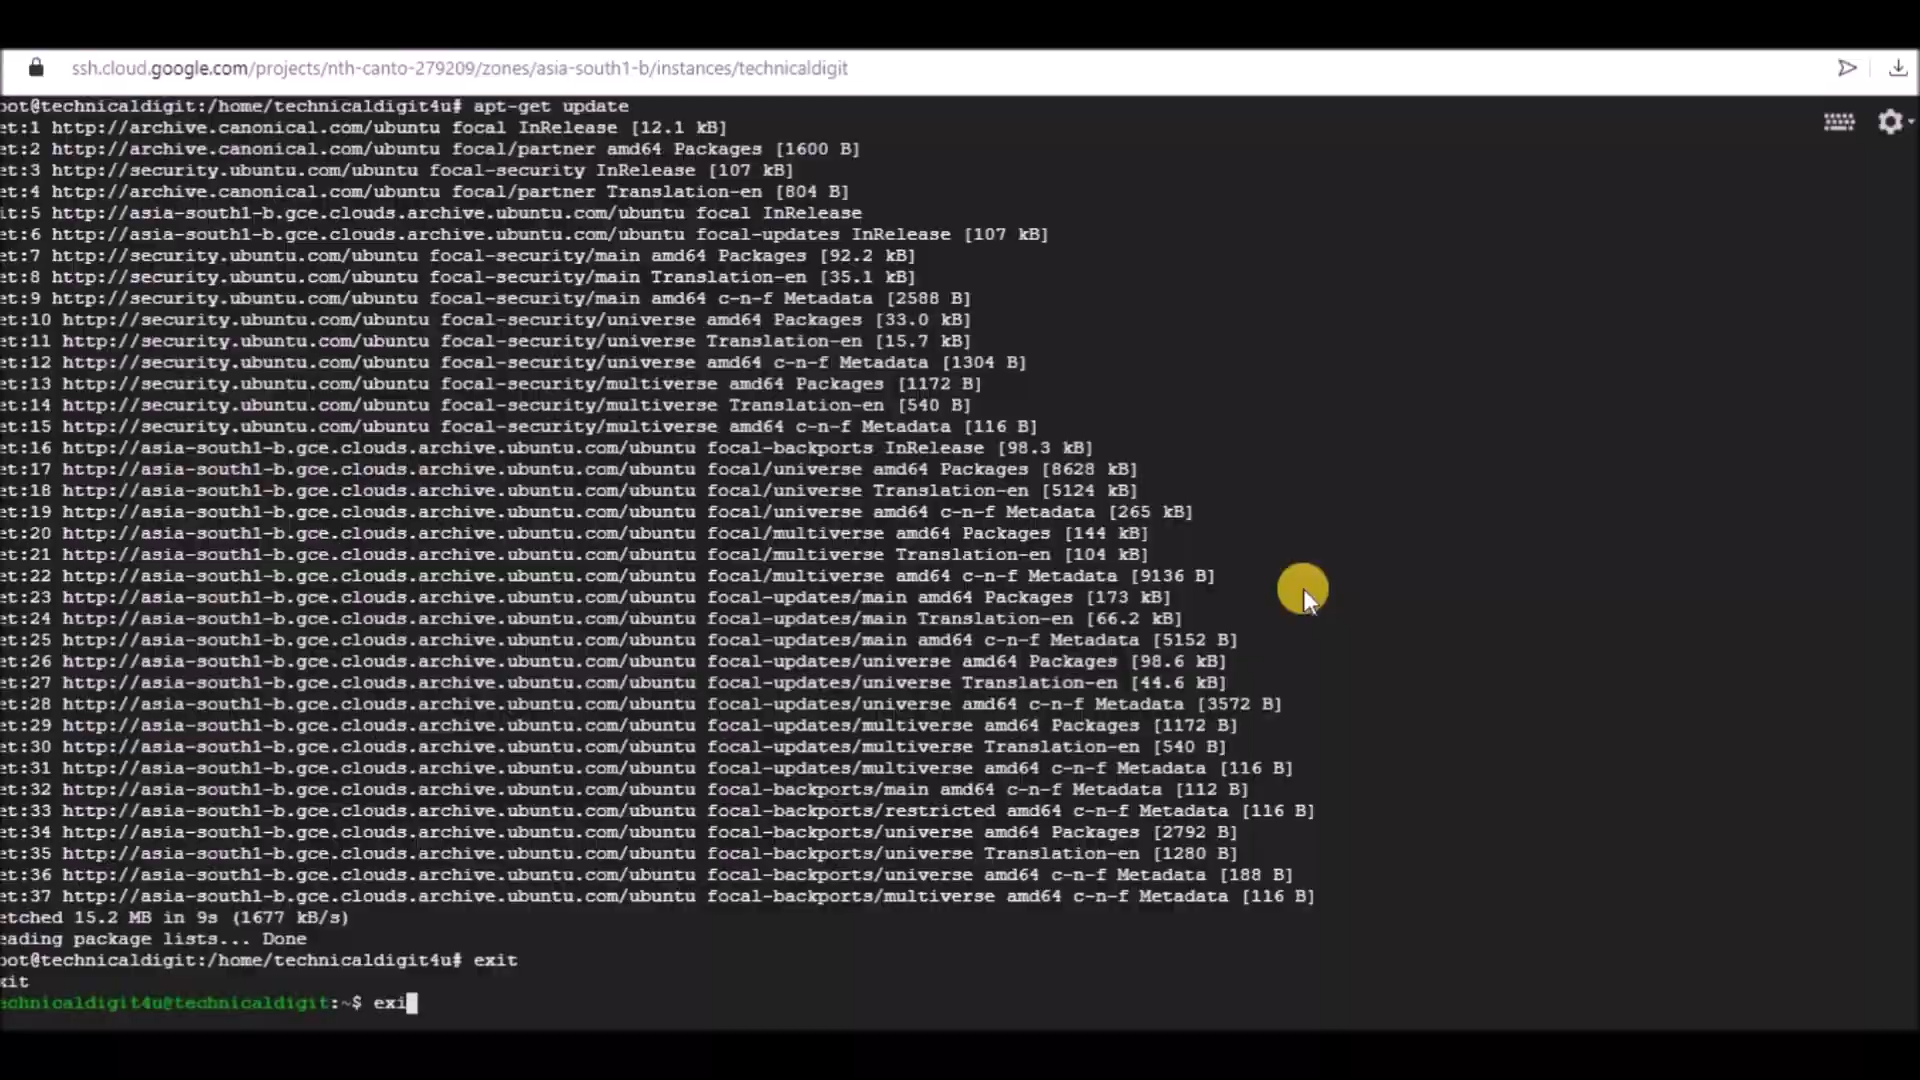 ssh.cloud.google.com/projects/nth-canto-279209/zones/asia-south1-b/instances/technicaldigit
oot@technicaldigit:/home/technicaldigit4u# apt-get update
et:1 http://archive.canonical.com/ubuntu focal InRelease [12.1 kB]
et:2 http://archive.canonical.com/ubuntu focal/partner amd64 Packages [1600 B]
et:3 http://security.ubuntu.com/ubuntu focal-security InRelease [107 kB]
et:4 http://archive.canonical.com/ubuntu focal/partner Translation-en [804 B]
it:5 http://asia-south1-b.gce.clouds.archive.ubuntu.com/ubuntu focal InRelease
et:6 http://asia-south1-b.gce.clouds.archive.ubuntu.com/ubuntu focal-updates InRelease [107 kB]
et:7 http://security.ubuntu.com/ubuntu focal-security/main amd64 Packages [92.2 kB]
et:8 http://security.ubuntu.com/ubuntu focal-security/main Translation-en [35.1 kB]
et:9 http://security.ubuntu.com/ubuntu focal-security/main amd64 c-n-f Metadata [2588 B]
et:10 http://security.ubuntu.com/ubuntu focal-security/universe amd64 Packages [33.0 kB]
et:11 http://security.ubuntu.com/ubuntu focal-security/universe Translation-en [15.7 kB]
et:12 http://security.ubuntu.com/ubuntu focal-security/universe amd64 c-n-f Metadata [1304 B]
et:13 http://security.ubuntu.com/ubuntu focal-security/multiverse amd64 Packages [1172 B]
et:14 http://security.ubuntu.com/ubuntu focal-security/multiverse Translation-en [540 B]
et:15 http://security.ubuntu.com/ubuntu focal-security/multiverse amd64 c-n-f Metadata [116 B]
et:16 http://asia-south1-b.gce.clouds.archive.ubuntu.com/ubuntu focal-backports InRelease [98.3 kB]
et:17 http://asia-south1-b.gce.clouds.archive.ubuntu.com/ubuntu focal/universe amd64 Packages [8628 kB]
et:18 http://asia-south1-b.gce.clouds.archive.ubuntu.com/ubuntu focal/universe Translation-en [5124 kB]
et:19 http://asia-south1-b.gce.clouds.archive.ubuntu.com/ubuntu focal/universe amd64 c-n-f Metadata [265 kB]
et:20 http://asia-south1-b.gce.clouds.archive.ubuntu.com/ubuntu focal/multiverse amd64 Packages [144 kB]
et:21 http://asia-south1-b.gce.clouds.archive.ubuntu.com/ubuntu focal/multiverse Translation-en [104 kB]
et:22 http://asia-south1-b.gce.clouds.archive.ubuntu.com/ubuntu focal/multiverse amd64 c-n-f Metadata [9136 B]
et:23 http://asia-south1-b.gce.clouds.archive.ubuntu.com/ubuntu focal-updates/main amd64 Packages [173 kB]
et:24 http://asia-south1-b.gce.clouds.archive.ubuntu.com/ubuntu focal-updates/main Translation-en [66.2 kB]
et:25 http://asia-south1-b.gce.clouds.archive.ubuntu.com/ubuntu focal-updates/main amd64 c-n-f Metadata [5152 B]
et:26 http://asia-south1-b.gce.clouds.archive.ubuntu.com/ubuntu focal-updates/universe amd64 Packages [98.6 kB]
et:27 http://asia-south1-b.gce.clouds.archive.ubuntu.com/ubuntu focal-updates/universe Translation-en [44.6 kB]
et:28 http://asia-south1-b.gce.clouds.archive.ubuntu.com/ubuntu focal-updates/universe amd64 c-n-f Metadata [3572 B]
et:29 http://asia-south1-b.gce.clouds.archive.ubuntu.com/ubuntu focal-updates/multiverse amd64 Packages [1172 B]
et:30 http://asia-south1-b.gce.clouds.archive.ubuntu.com/ubuntu focal-updates/multiverse Translation-en [540 B]
et:31 http://asia-south1-b.gce.clouds.archive.ubuntu.com/ubuntu focal-updates/multiverse amd64 c-n-f Metadata [116 B]
et:32 http://asia-south1-b.gce.clouds.archive.ubuntu.com/ubuntu focal-backports/main amd64 c-n-f Metadata [112 B]
et:33 http://asia-south1-b.gce.clouds.archive.ubuntu.com/ubuntu focal-backports/restricted amd64 c-n-f Metadata [116 B]
et:34 http://asia-south1-b.gce.clouds.archive.ubuntu.com/ubuntu focal-backports/universe amd64 Packages [2792 B]
et:35 http://asia-south1-b.gce.clouds.archive.ubuntu.com/ubuntu focal-backports/universe Translation-en [1280 B]
et:36 http://asia-south1-b.gce.clouds.archive.ubuntu.com/ubuntu focal-backports/universe amd64 c-n-f Metadata [188 B]
et:37 http://asia-south1-b.gce.clouds.archive.ubuntu.com/ubuntu focal-backports/multiverse amd64 c-n-f Metadata [116 B]
etched 15.2 MB in 9s (1677 kB/s)
eading package lists... Done
oot@technicaldigit:/home/technicaldigit4u# exit
xit
echnicaldigit4u@technicaldigit:~$ exi